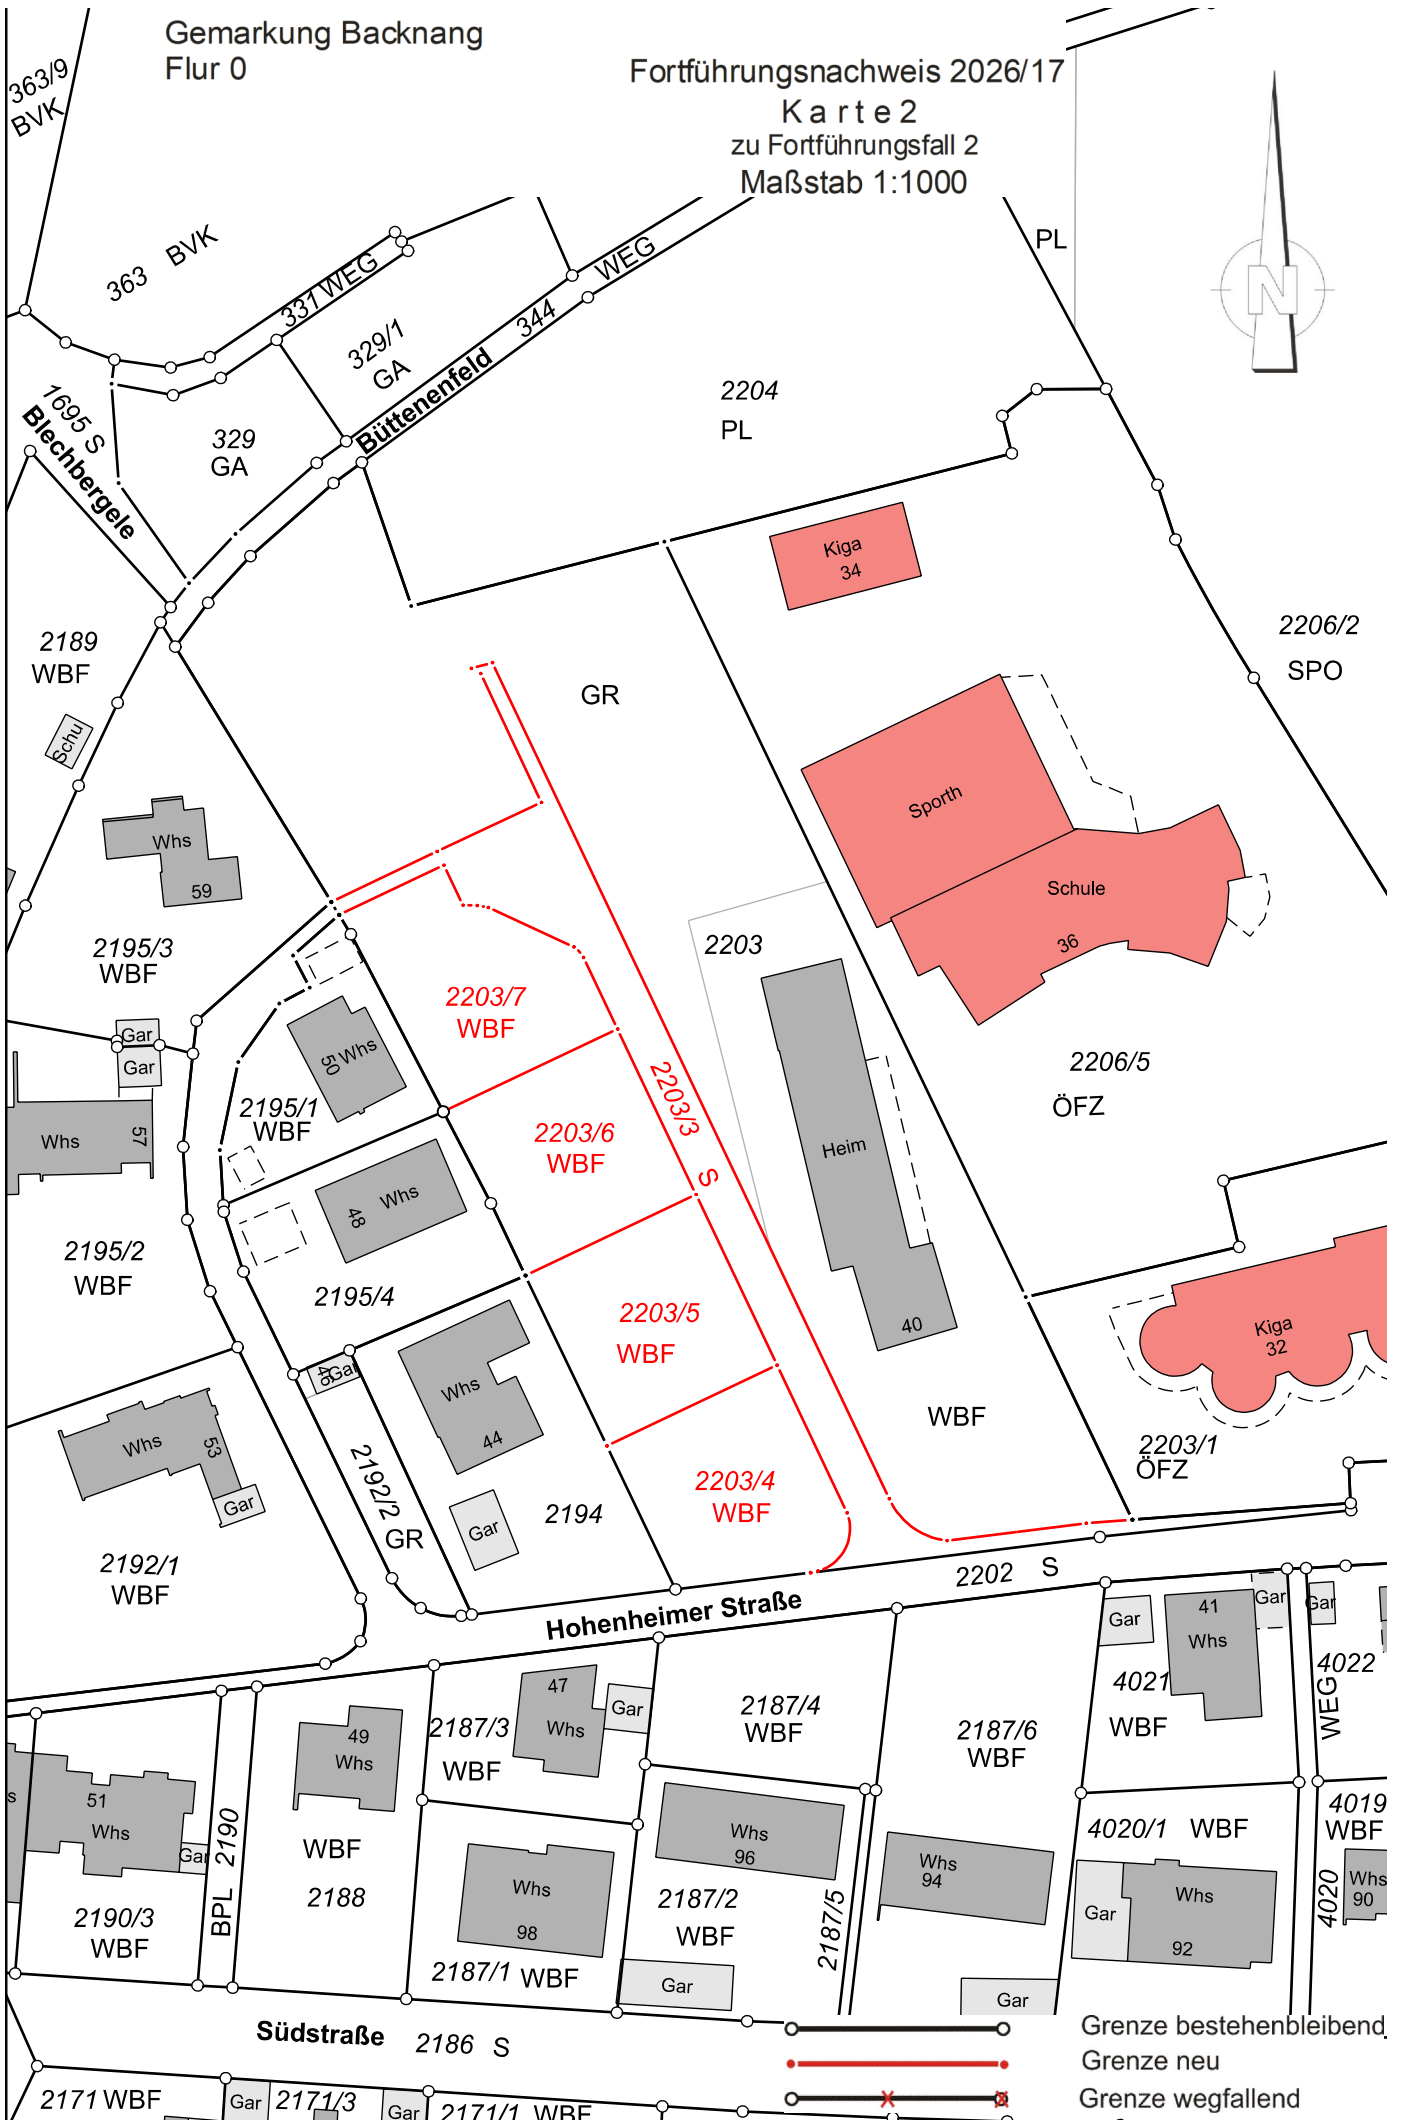 Gemarkung Backnang
Flur 0
Fortführungsnachweis 2026/17
Karte 2
zu Fortführungsfall 2
Maßstab 1:1000
N
363/9
BVK
363 BVK
331 WEG
329/1
GA
344 WEG
Büttenenfeld
PL
2204
PL
1695 S
Blechbergele
329
GA
Kiga
34
2189
WBF
2206/2
SPO
GR
Schu
Sporth
Whs
59
Schule
36
2195/3
WBF
2203
2203/7
WBF
Gar
Gar
Whs
50
2203/3 S
2206/5
ÖFZ
2195/1
WBF
Whs
57
2203/6
WBF
Heim
Whs
48
2195/2
WBF
2195/4
2203/5
WBF
40
Kiga
32
Gar
46
Whs
44
WBF
Whs
53
Gar
2192/2
GR
2203/1
ÖFZ
2203/4
WBF
Gar
2194
2192/1
WBF
2202 S
Hohenheimer Straße
Gar
41
Whs
Gar
Gar
4021
WBF
4022
WEG
47
Whs
Gar
2187/3
WBF
2187/4
WBF
2187/6
WBF
49
Whs
s
51
Whs
Gar
BPL 2190
WBF
2188
Whs
96
4020/1 WBF
4019
WBF
Whs
94
Whs
98
2187/2
WBF
2187/5
Gar
Whs
92
4020
Whs
90
2190/3
WBF
2187/1 WBF
Gar
Gar
Südstraße 2186 S
Grenze bestehenbleibend
Grenze neu
Grenze wegfallend
2171 WBF
Gar
2171/3
Gar
2171/1 WBF